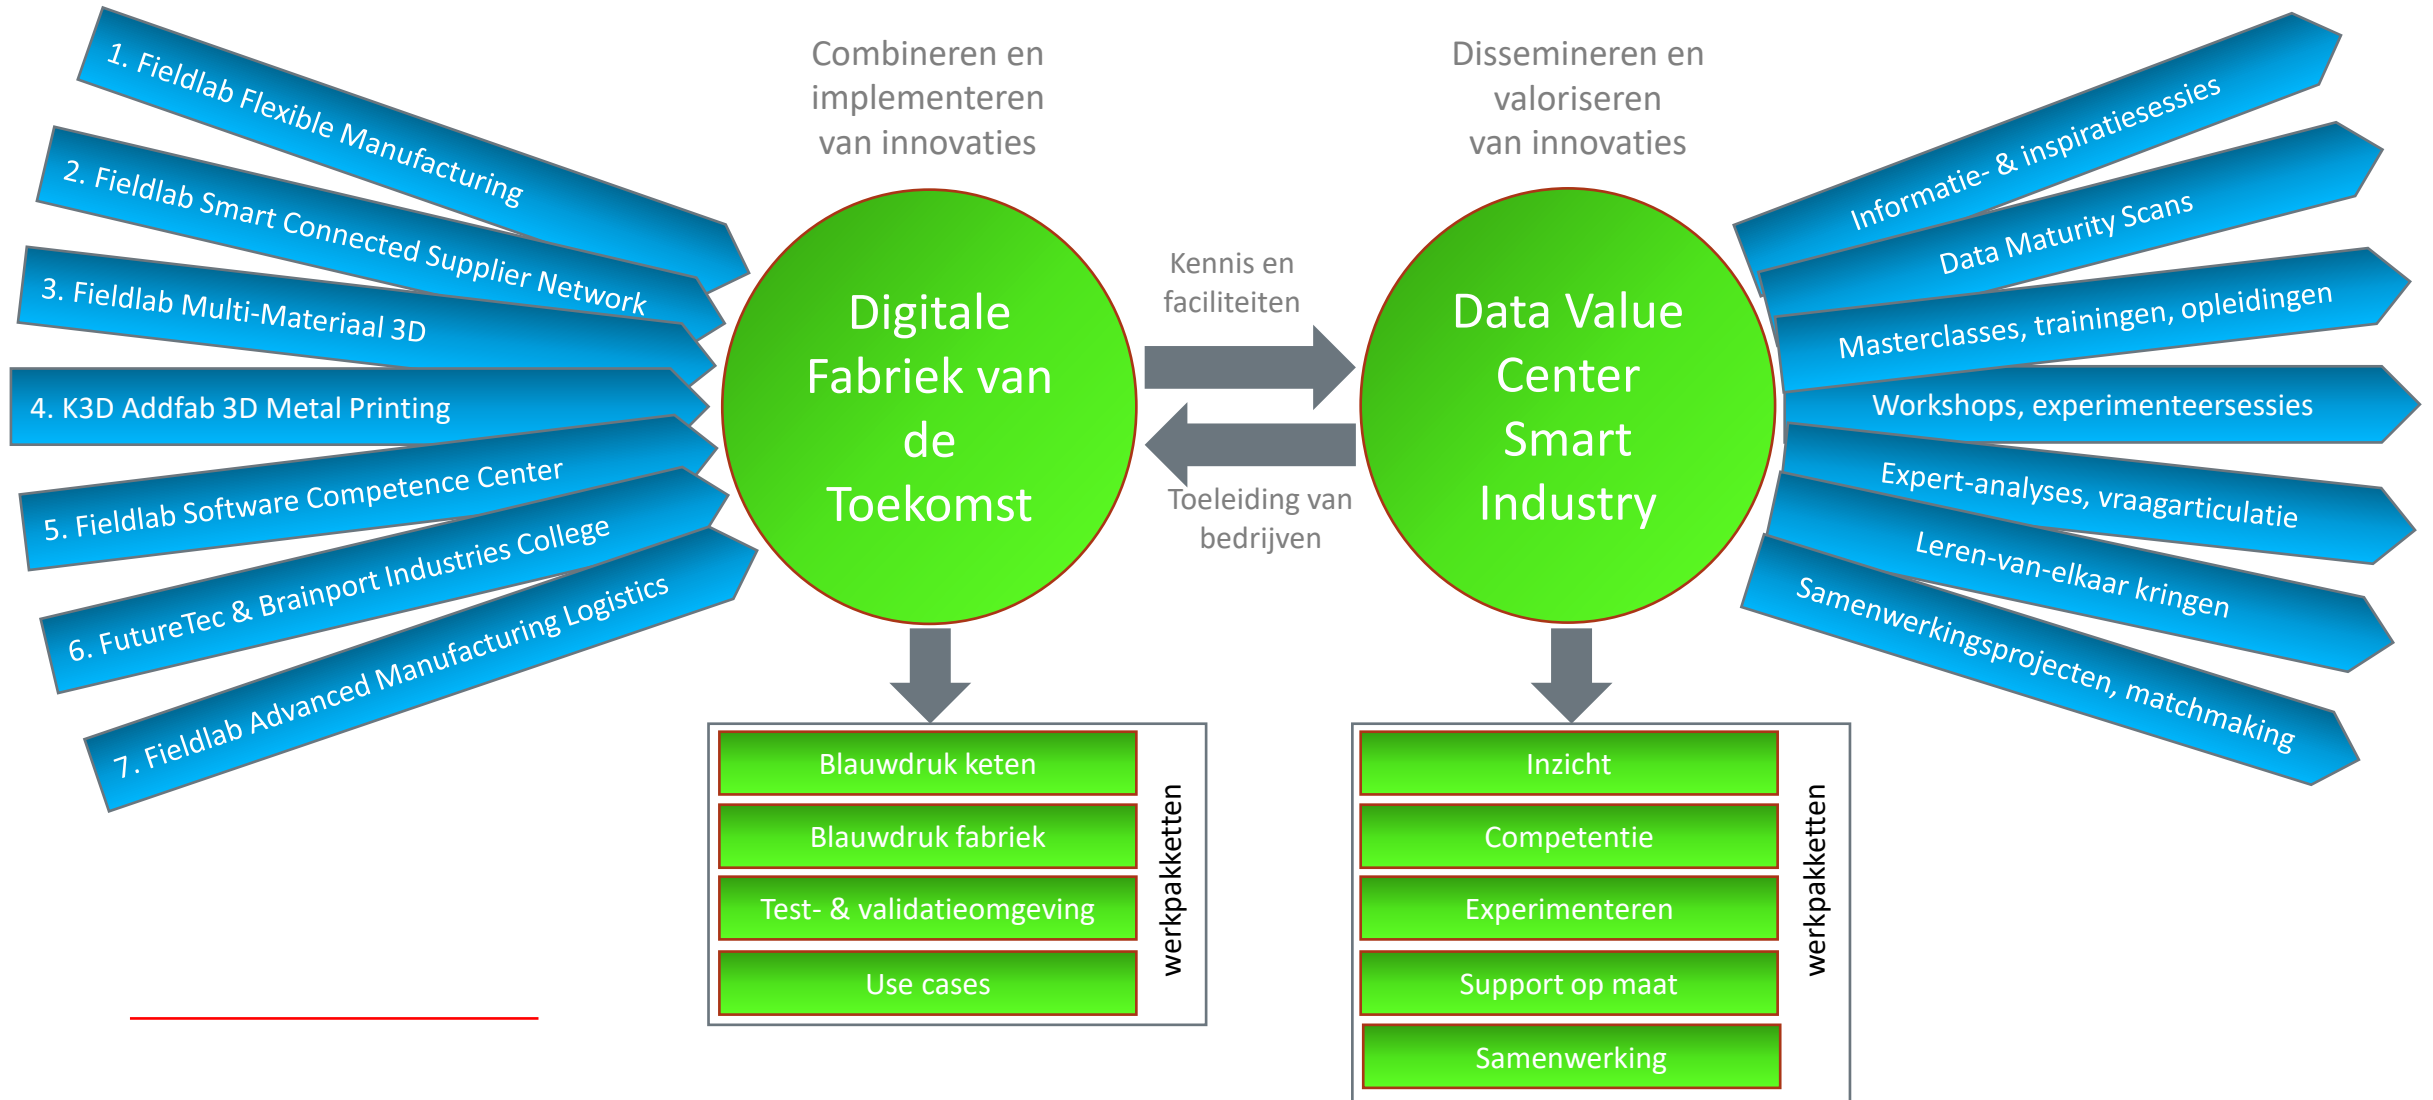 1. Fieldlab Flexible Manufacturing
2. Fieldlab Smart Connected Supplier Network
3. Fieldlab Multi-Materiaal 3D
4. K3D Addfab 3D Metal Printing
5. Fieldlab Software Competence Center
6. FutureTec & Brainport Industries College
7. Fieldlab Advanced Manufacturing Logistics
Combineren en
implementeren
van innovaties
Digitale
Fabriek van
de
Toekomst
Kennis en
faciliteiten
Toeleiding van
bedrijven
Dissemineren en
valoriseren
van innovaties
Data Value
Center
Smart
Industry
Informatie- & inspiratiesessies
Data Maturity Scans
Masterclasses, trainingen, opleidingen
Workshops, experimenteersessies
Expert-analyses, vraagarticulatie
Leren-van-elkaar kringen
Samenwerkingsprojecten, matchmaking
Blauwdruk keten
Blauwdruk fabriek
Test- & validatieomgeving
Use cases
werkpakketten
Inzicht
Competentie
Experimenteren
Support op maat
Samenwerking
werkpakketten